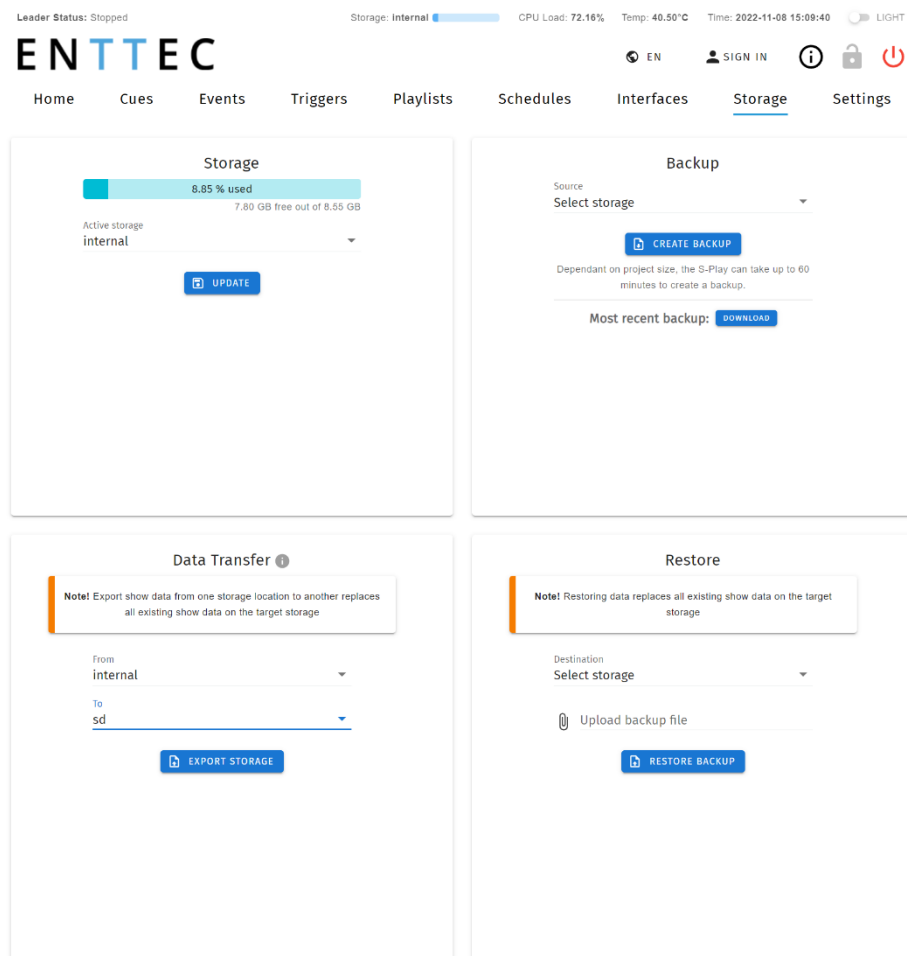 Leader Status: Stopped Storage: internal CPU Load: 72.16% Temp: 40.50°C Time: 2022-11-08 15:09:40 LIGHT
ENTTEC
EN SIGN IN
Home Cues Events Triggers Playlists Schedules Interfaces Storage Settings
Storage
8.85 % used
7.80 GB free out of 8.55 GB
Active storage
internal
UPDATE
Backup
Source
Select storage
CREATE BACKUP
Dependant on project size, the S-Play can take up to 60
minutes to create a backup.
Most recent backup: DOWNLOAD
Data Transfer
Note! Export show data from one storage location to another replaces
all existing show data on the target storage
From
internal
To
sd
EXPORT STORAGE
Restore
Note! Restoring data replaces all existing show data on the target
storage
Destination
Select storage
Upload backup file
RESTORE BACKUP